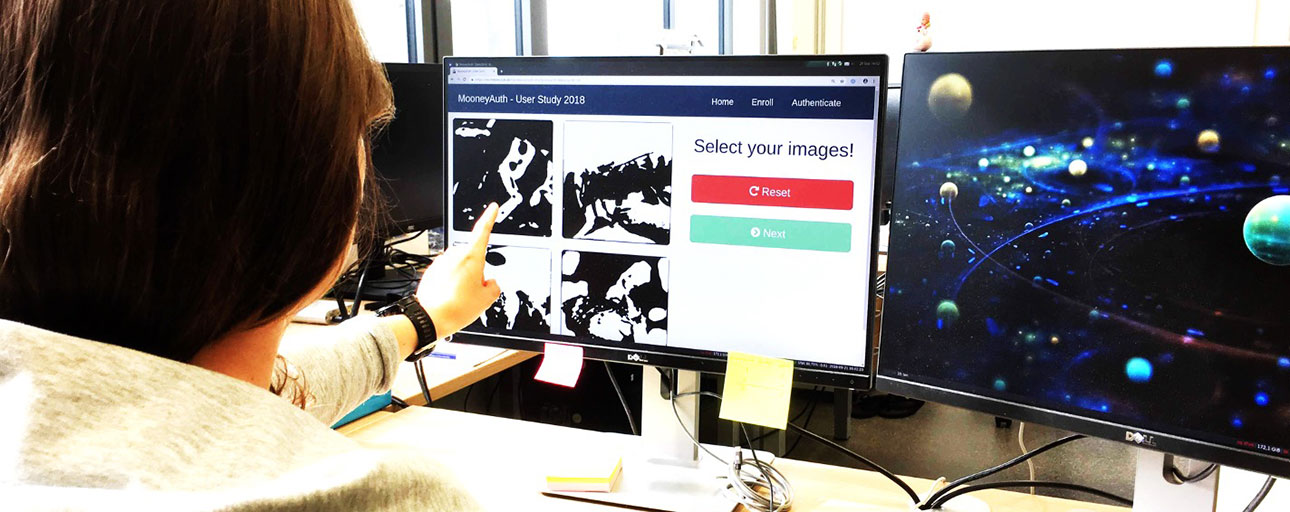 MooneyAuth - User Study 2018
Home Enroll Authenticate
Select your images!
Reset
Next
DELL
DELL